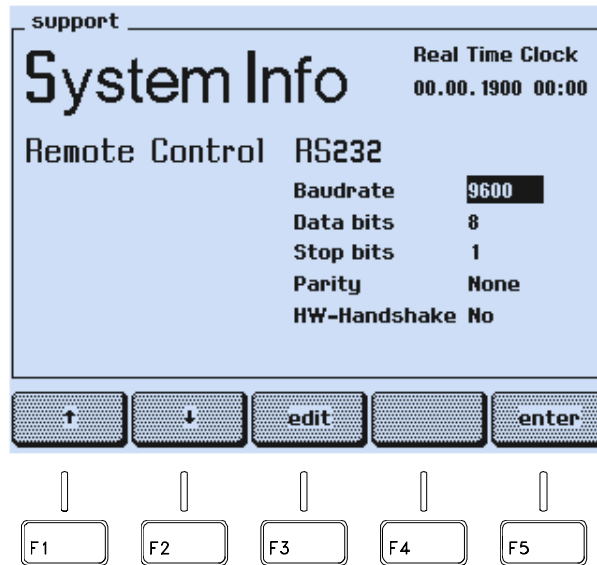 support
System Info
Real Time Clock
00.00.1900 00:00
Remote Control RS232
Baudrate 9600
Data bits 8
Stop bits 1
Parity None
HW-Handshake No
↑ ↓ edit enter
F1 F2 F3 F4 F5